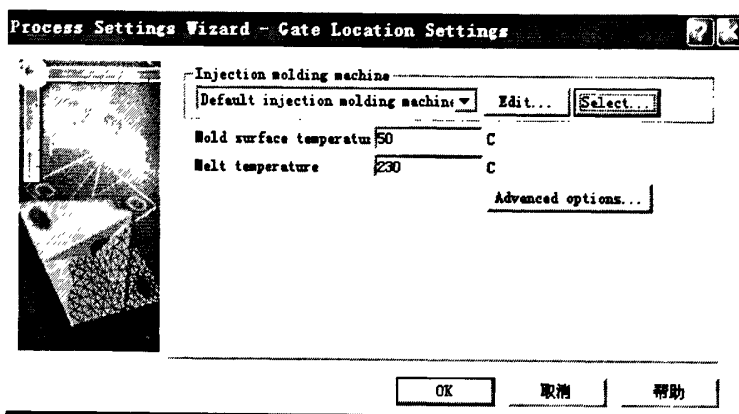 Process Settings Wizard - Gate Location Settings
Injection molding machine
Default injection molding machine Edit... Select...
Mold surface temperatur 50 C
Melt temperature 230 C
Advanced options...
OK 取消 帮助